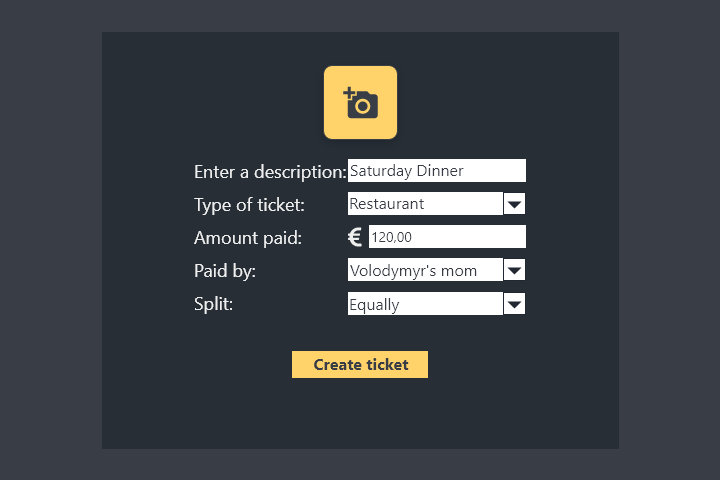 Enter a description: Saturday Dinner
Type of ticket: Restaurant
Amount paid: € 120,00
Paid by: Volodymyr's mom
Split: Equally
Create ticket